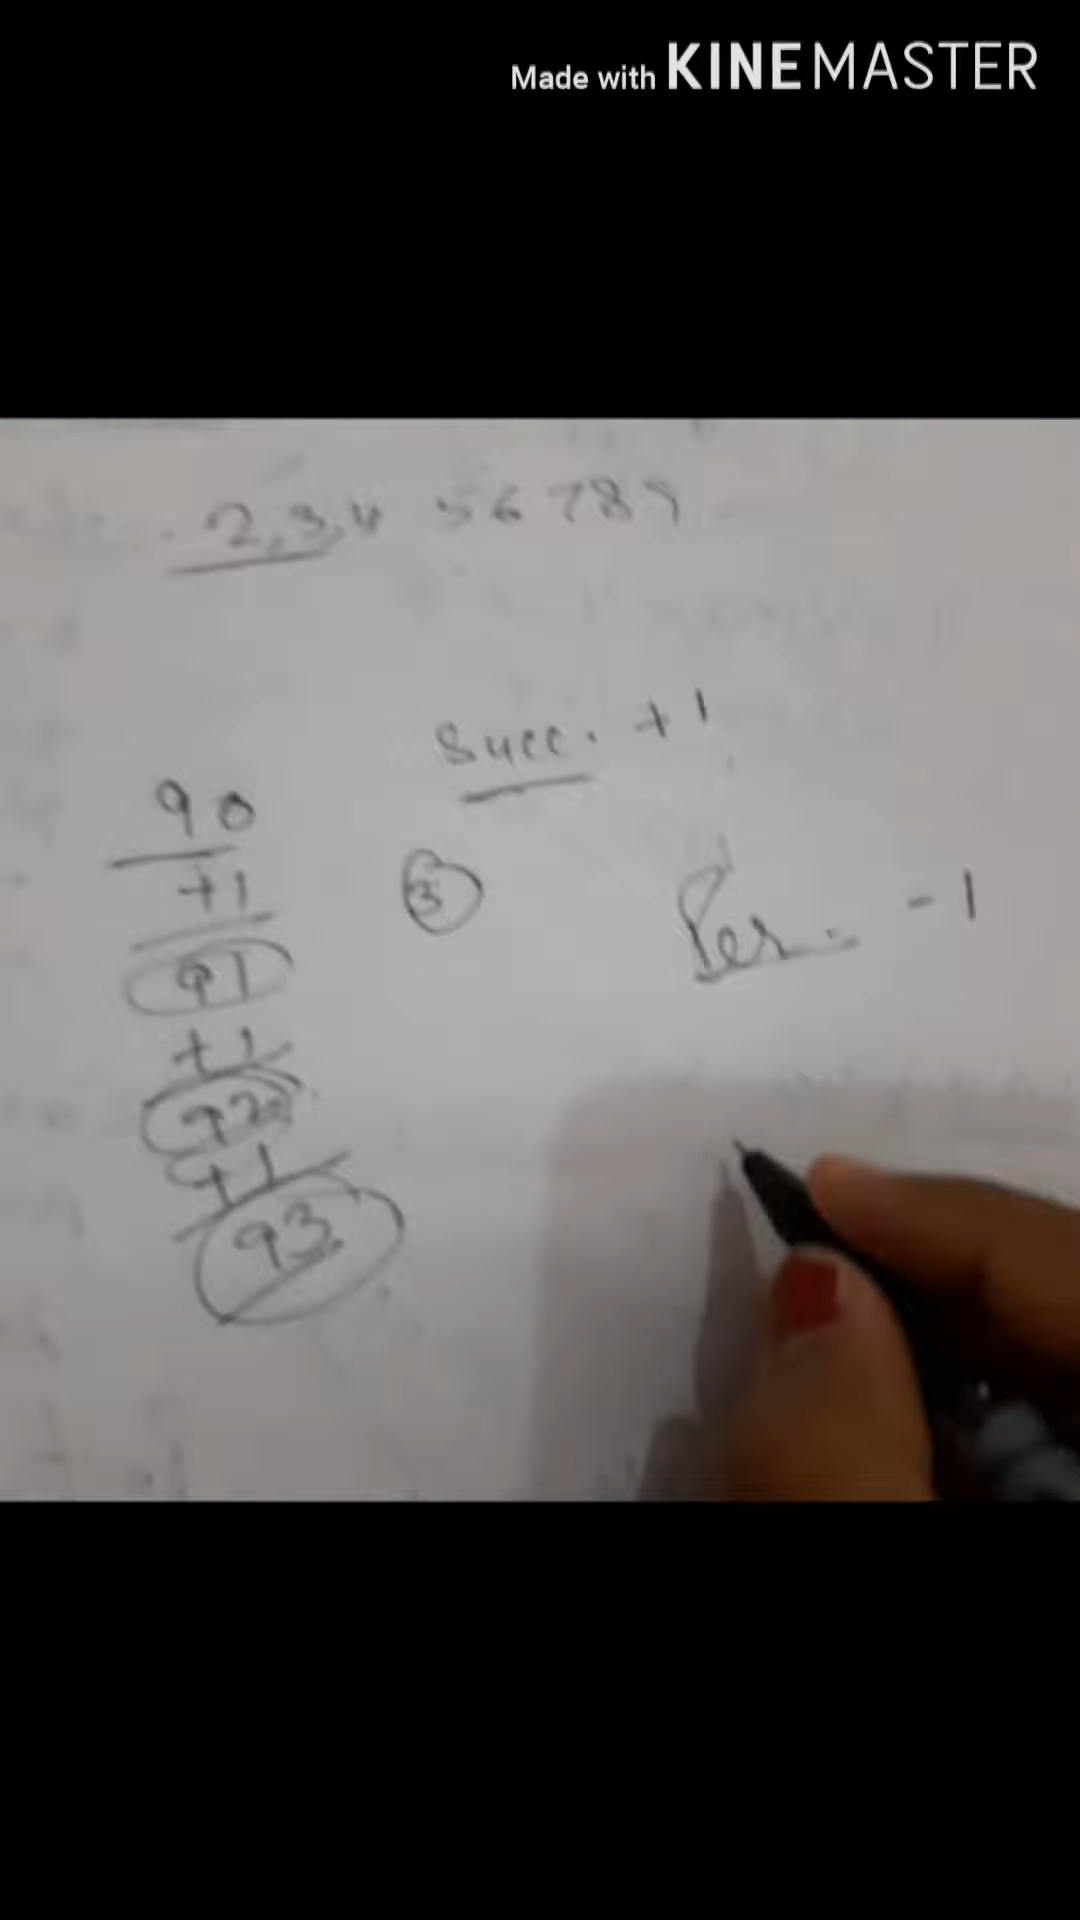 Made with KINEMASTER
2,3,4 5 6 7 8 9
Succ. +1
90
+1
3
Per. -1
91
+1
92
+1
93